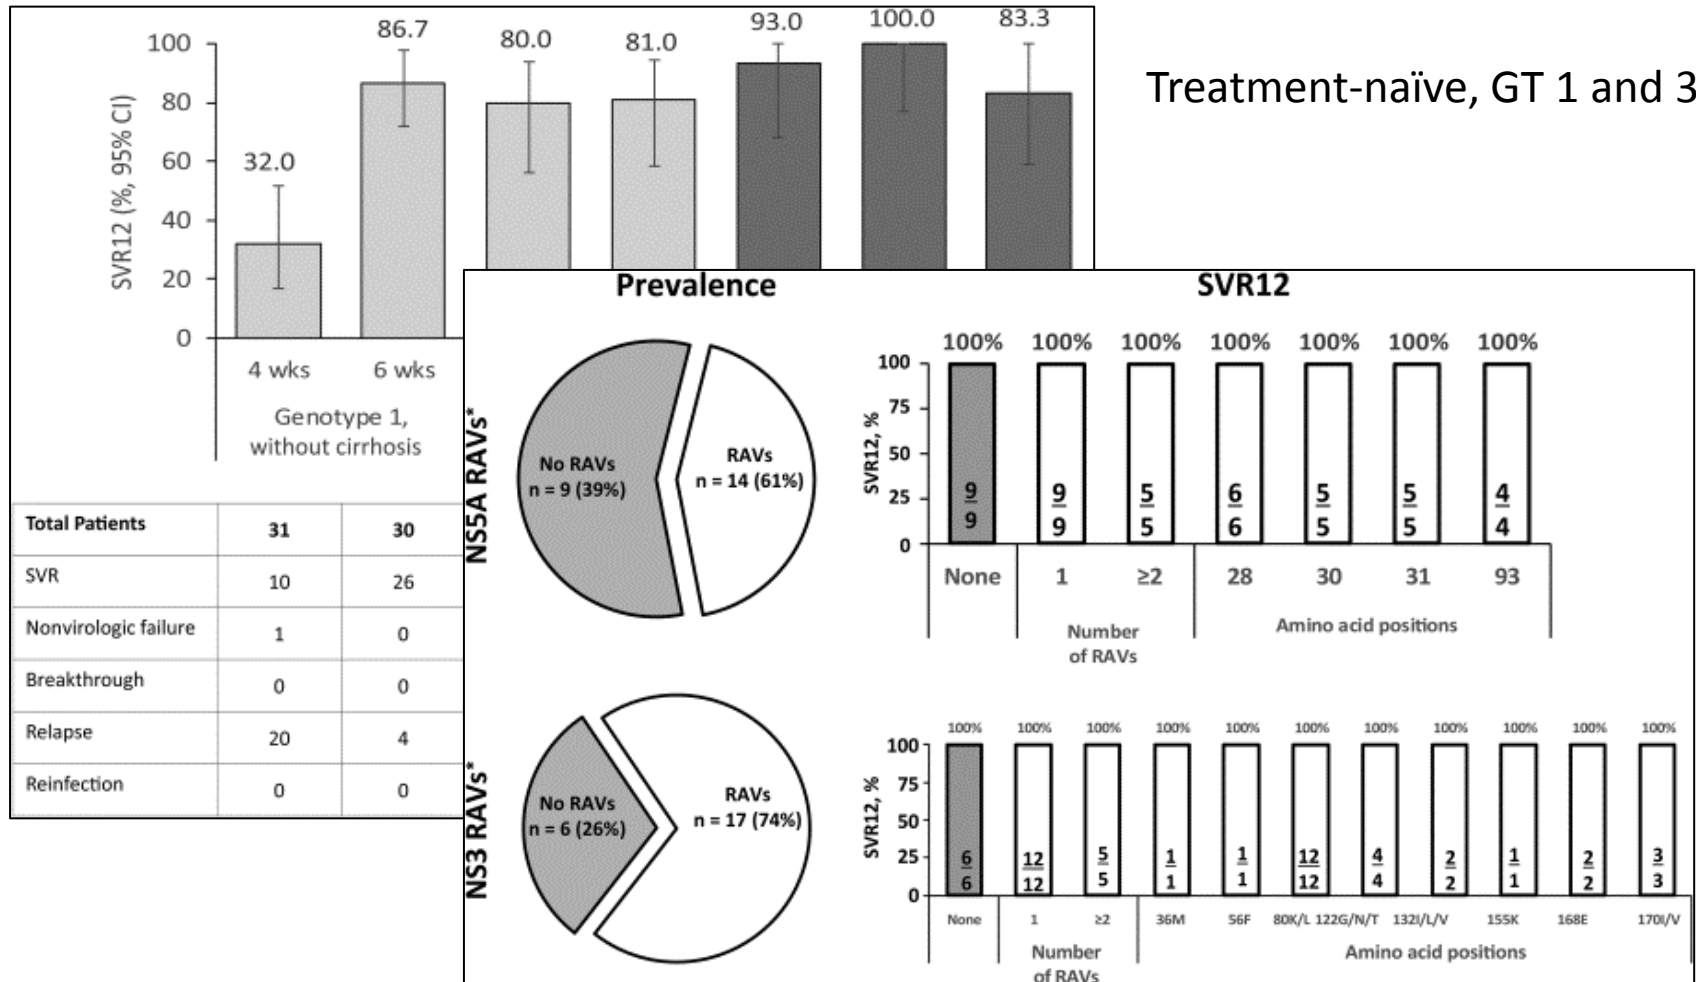 Treatment-naïve, GT 1 and 3
SVR12 (%, 95% CI)
100
80
60
40
20
0
32.0
86.7
80.0
81.0
93.0
100.0
83.3
4 wks
6 wks
Genotype 1,
without cirrhosis
Total Patients 31 30
SVR 10 26
Nonvirologic failure 1 0
Breakthrough 0 0
Relapse 20 4
Reinfection 0 0
Prevalence
SVR12
NS5A RAVs*
No RAVs
n = 9 (39%)
RAVs
n = 14 (61%)
SVR12, %
100
75
50
25
0
100% 100% 100% 100% 100% 100% 100%
9 9 5 6 5 5 4
9 9 5 6 5 5 4
None 1 ≥2 28 30 31 93
Number
of RAVs
Amino acid positions
NS3 RAVs*
No RAVs
n = 6 (26%)
RAVs
n = 17 (74%)
SVR12, %
100
75
50
25
0
100% 100% 100% 100% 100% 100% 100% 100% 100% 100% 100%
6 12 5 1 1 12 4 2 1 2 3
6 12 5 1 1 12 4 2 1 2 3
None 1 ≥2 36M 56F 80K/L 122G/N/T 132I/L/V 155K 168E 170I/V
Number
of RAVs
Amino acid positions